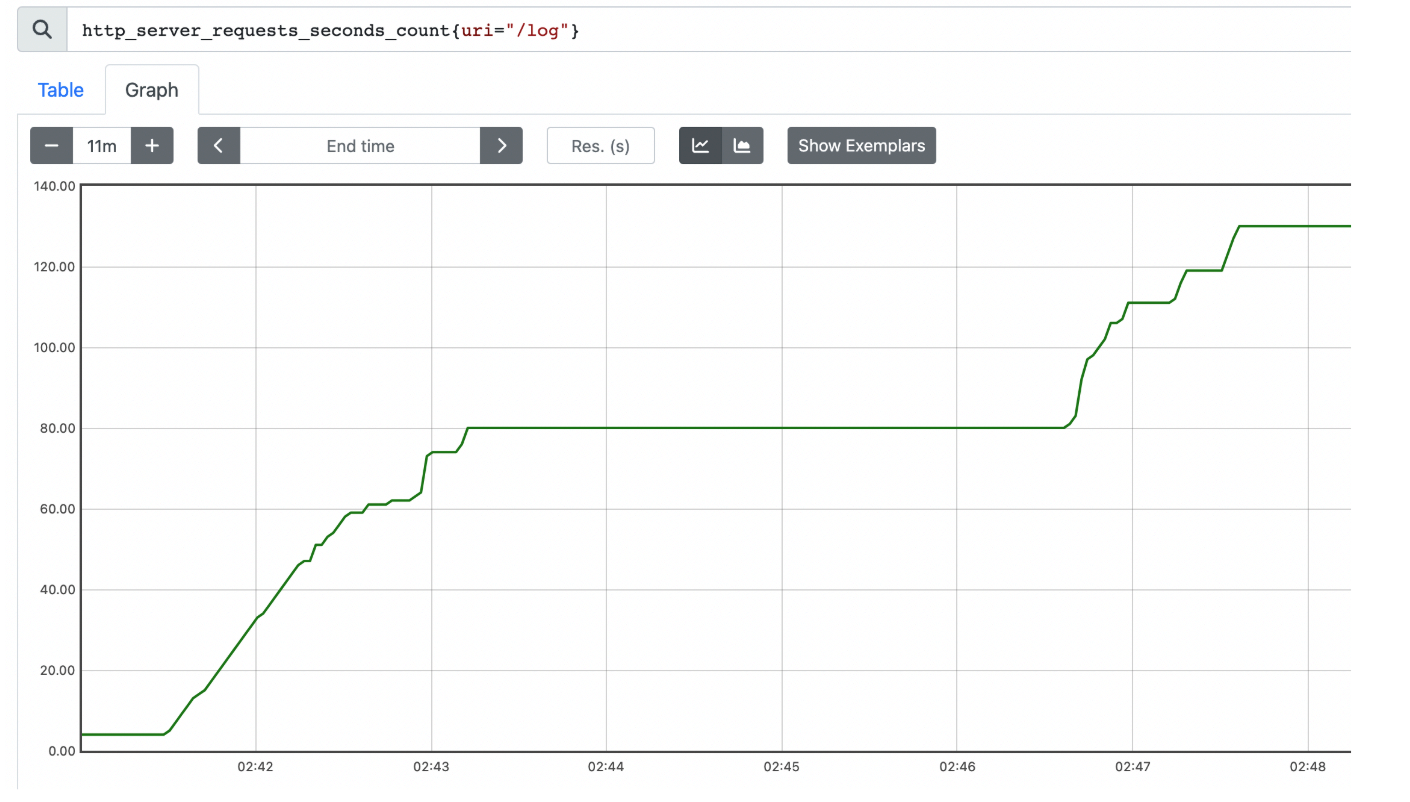 http_server_requests_seconds_count{uri="/log"}
Table Graph
− 11m + < End time > Res. (s) Show Exemplars
140.00
120.00
100.00
80.00
60.00
40.00
20.00
0.00
02:42 02:43 02:44 02:45 02:46 02:47 02:48